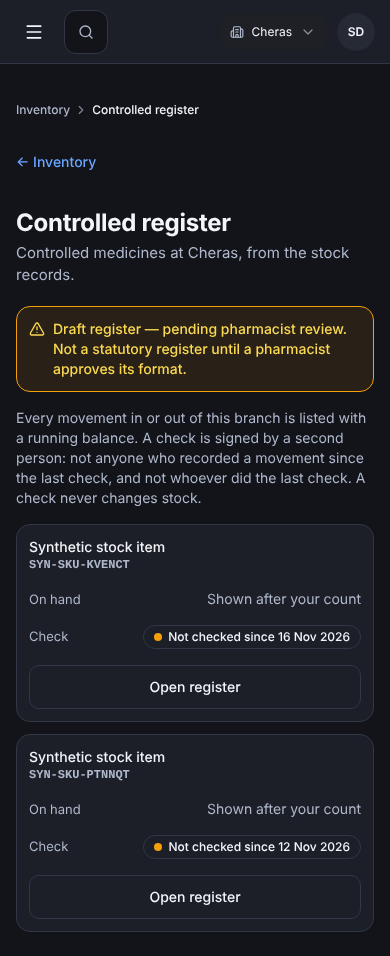 Cheras
SD
Inventory > Controlled register
← Inventory
Controlled register
Controlled medicines at Cheras, from the stock
records.
Draft register — pending pharmacist review.
Not a statutory register until a pharmacist
approves its format.
Every movement in or out of this branch is listed with
a running balance. A check is signed by a second
person: not anyone who recorded a movement since
the last check, and not whoever did the last check. A
check never changes stock.
Synthetic stock item
SYN-SKU-KVENCT
On hand Shown after your count
Check Not checked since 16 Nov 2026
Open register
Synthetic stock item
SYN-SKU-PTNNQT
On hand Shown after your count
Check Not checked since 12 Nov 2026
Open register